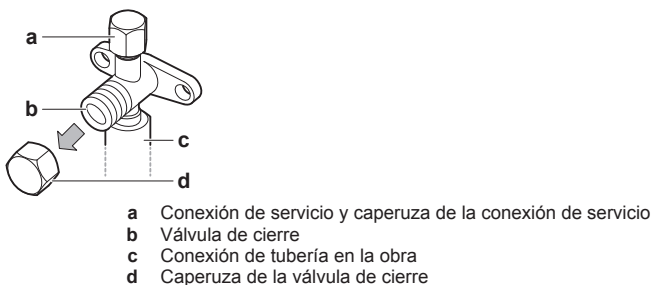 a
b
c
d
a Conexión de servicio y caperuza de la conexión de servicio
b Válvula de cierre
c Conexión de tubería en la obra
d Caperuza de la válvula de cierre